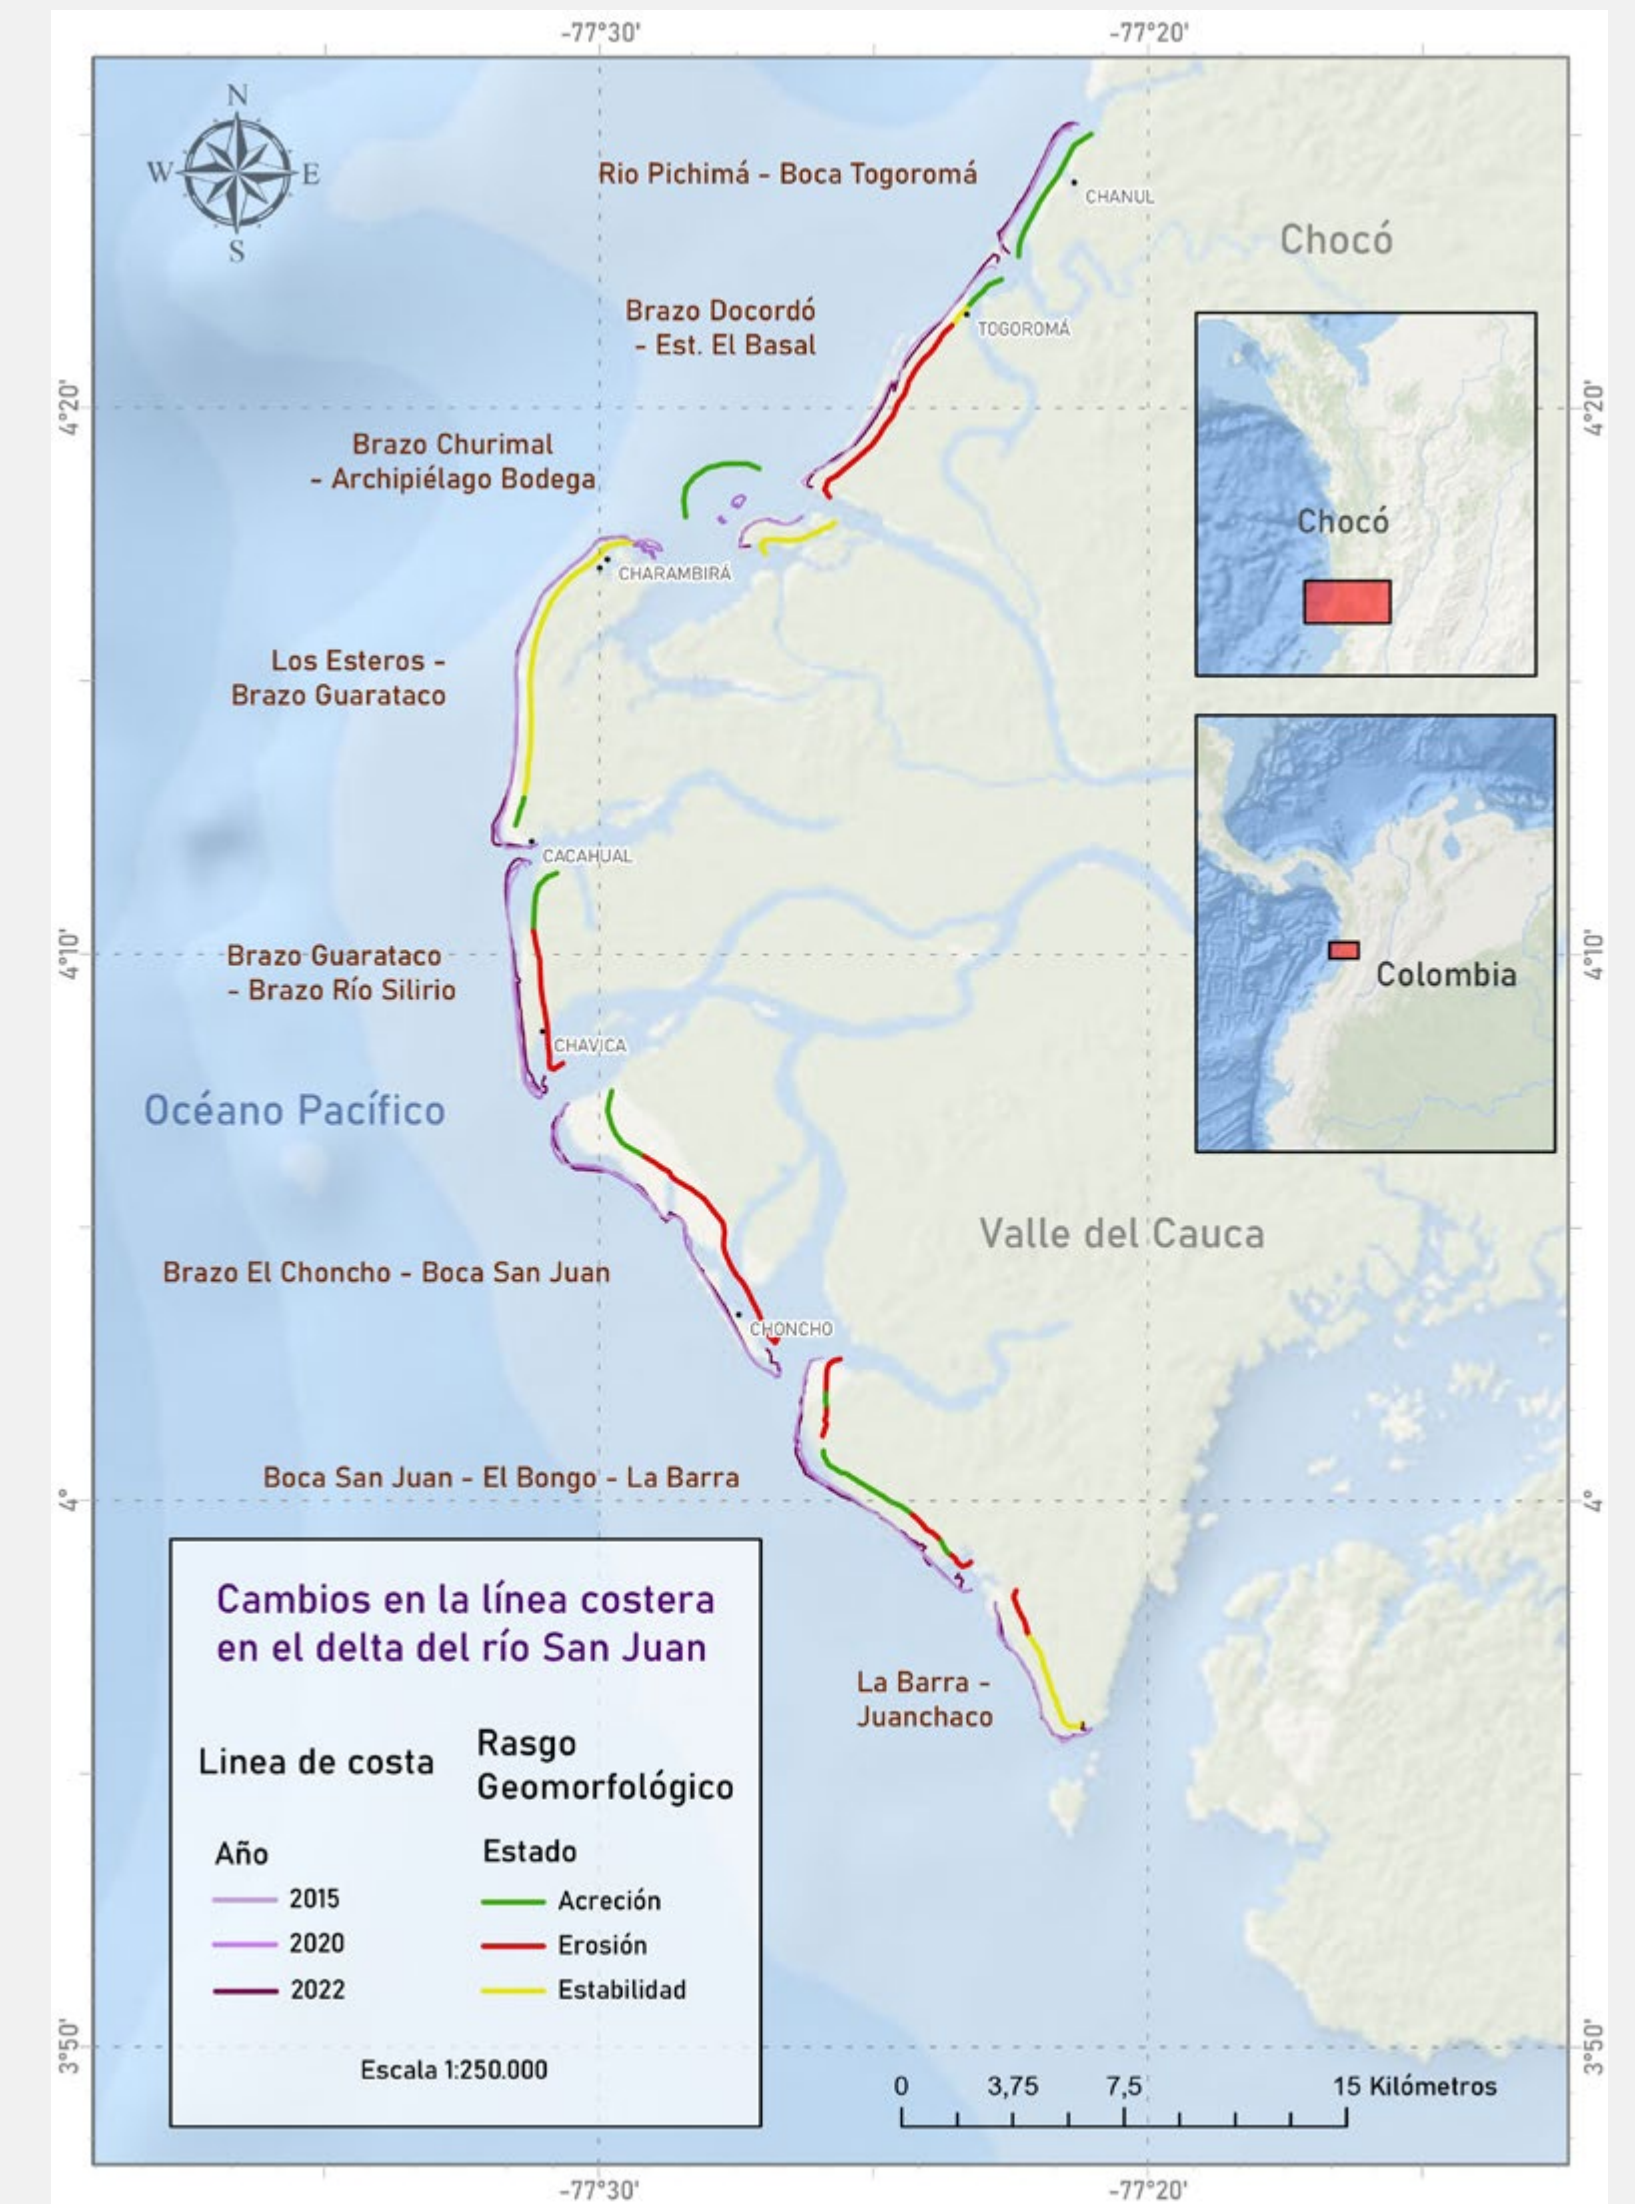 -77°30'
-77°20'
N
W
E
S
Rio Pichimá - Boca Togoromá
CHANUL
Chocó
Brazo Docordó
- Est. El Basal
TOGOROMÁ
4°20'
4°20'
Brazo Churimal
- Archipiélago Bodega
Chocó
CHARAMBIRÁ
Los Esteros -
Brazo Guarataco
CACAHUAL
Brazo Guarataco
- Brazo Río Silirio
4°10'
4°10'
Colombia
CHAVICA
Océano Pacífico
Valle del Cauca
Brazo El Choncho - Boca San Juan
CHONCHO
Boca San Juan - El Bongo - La Barra
4°
4°
Cambios en la línea costera
en el delta del río San Juan
La Barra -
Juanchaco
Linea de costa
Rasgo
Geomorfológico
Año
Estado
2015
Acreción
2020
Erosión
2022
Estabilidad
3°50'
3°50'
Escala 1:250.000
0
3,75
7,5
15 Kilómetros
-77°30'
-77°20'